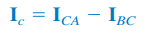 I_c = I_CA − I_BC